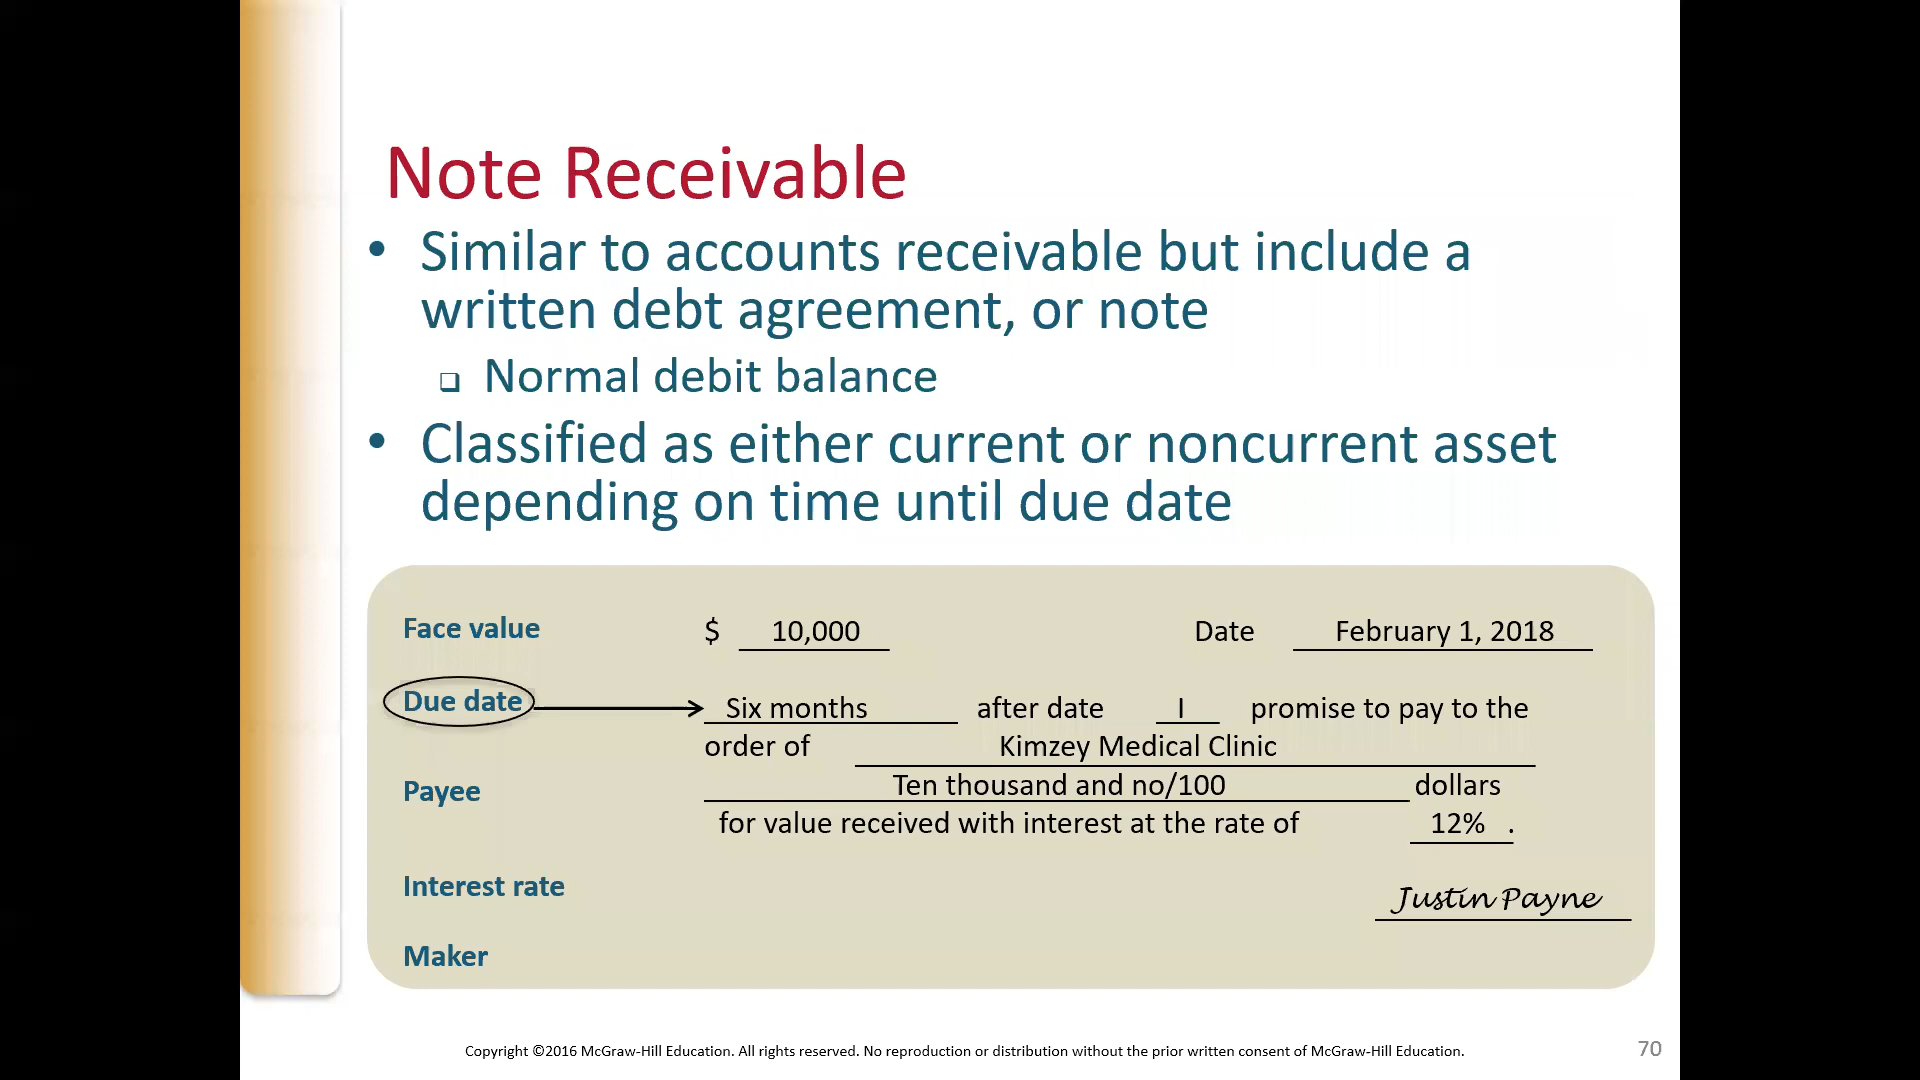 Note Receivable
• Similar to accounts receivable but include a
written debt agreement, or note
❑ Normal debit balance
• Classified as either current or noncurrent asset
depending on time until due date
Face value $ 10,000 Date February 1, 2018
Due date Six months after date I promise to pay to the
order of Kimzey Medical Clinic
Payee Ten thousand and no/100 dollars
for value received with interest at the rate of 12% .
Interest rate Justin Payne
Maker
Copyright ©2016 McGraw-Hill Education. All rights reserved. No reproduction or distribution without the prior written consent of McGraw-Hill Education. 70